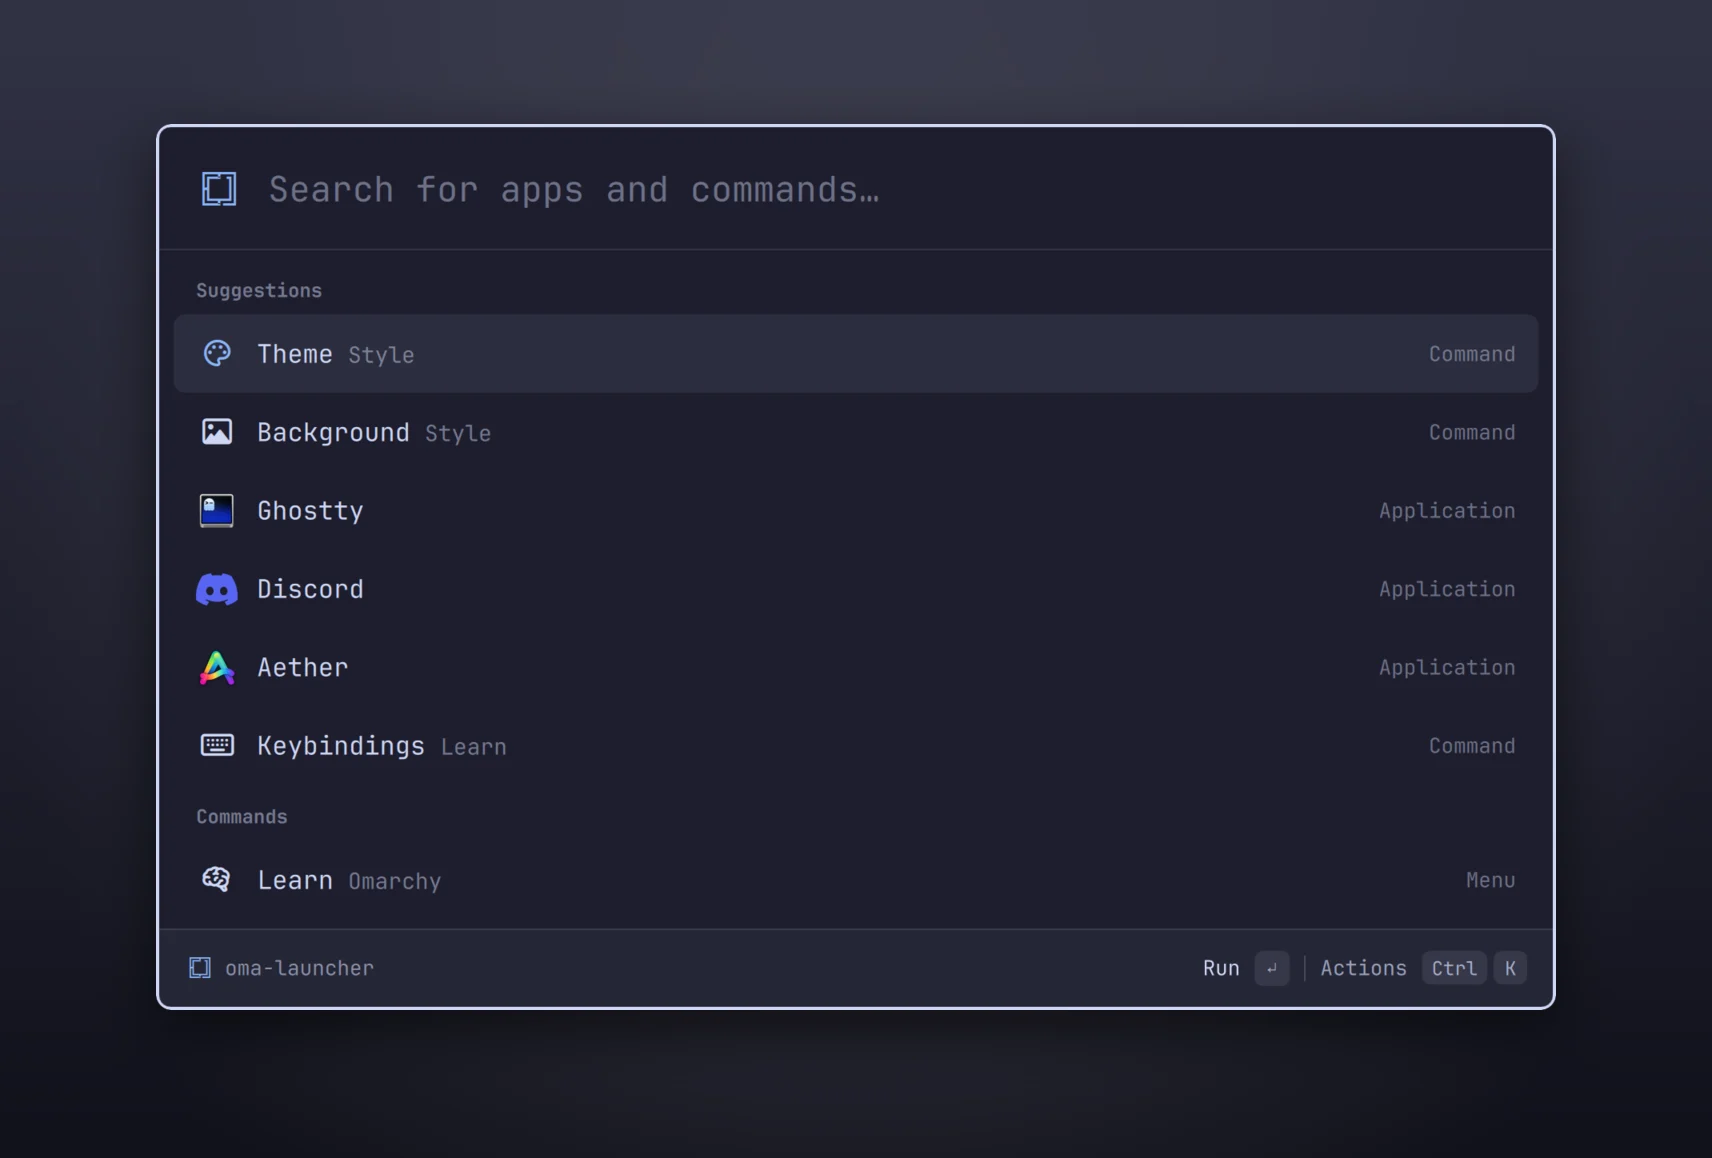 Search for apps and commands…
Suggestions
Theme Style Command
Background Style Command
Ghostty Application
Discord Application
Aether Application
Keybindings Learn Command
Commands
Learn Omarchy Menu
oma-launcher Run ↵ Actions Ctrl K